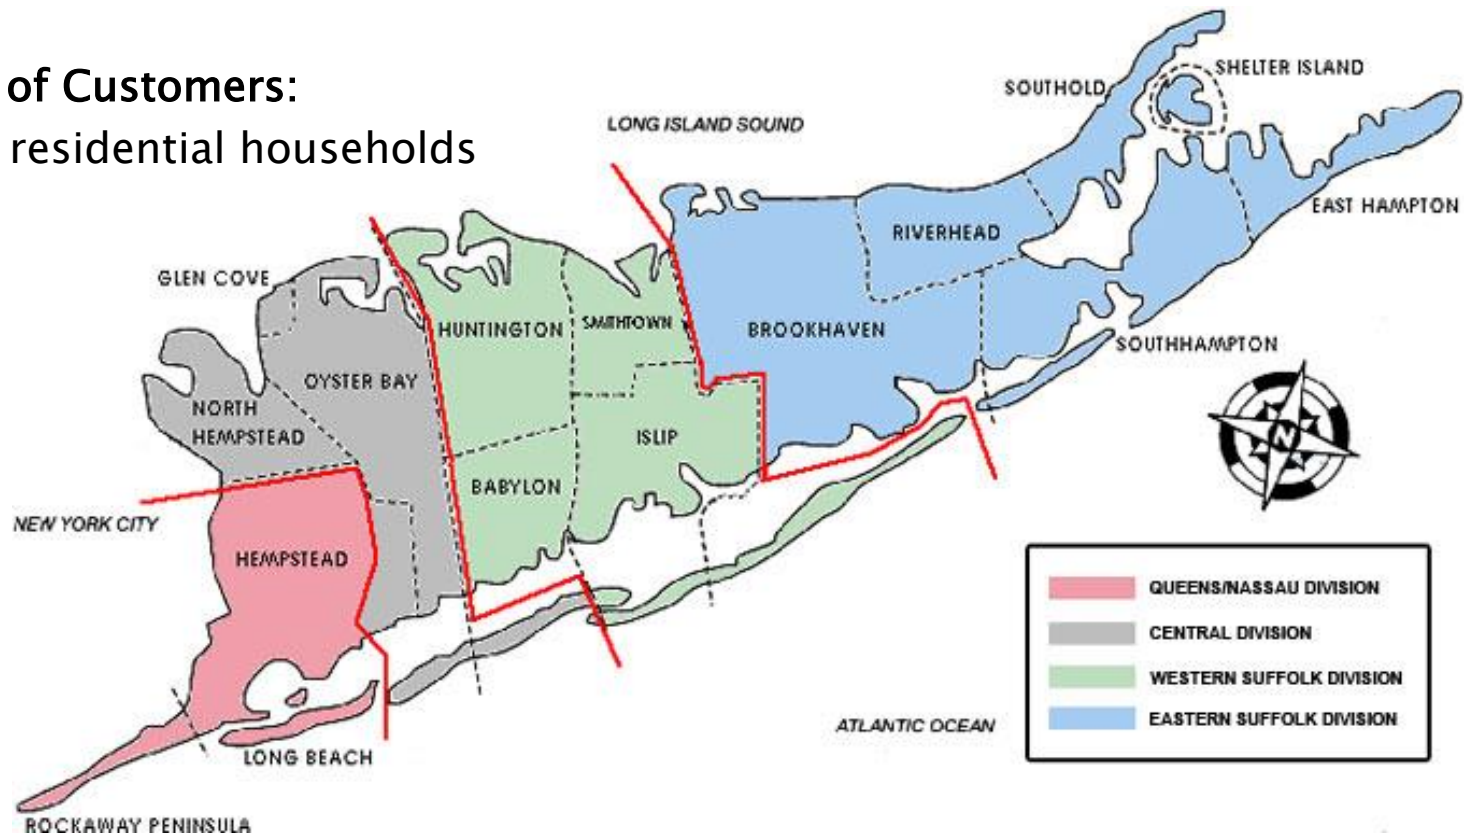 of Customers:
residential households
LONG ISLAND SOUND
SOUTHOLD
SHELTER ISLAND
EAST HAMPTON
RIVERHEAD
GLEN COVE
HUNTINGTON
SMITHTOWN
BROOKHAVEN
SOUTHHAMPTON
OYSTER BAY
NORTH
HEMPSTEAD
ISLIP
BABYLON
N
NEW YORK CITY
HEMPSTEAD
QUEENS/NASSAU DIVISION
CENTRAL DIVISION
WESTERN SUFFOLK DIVISION
EASTERN SUFFOLK DIVISION
ATLANTIC OCEAN
LONG BEACH
ROCKAWAY PENINSULA